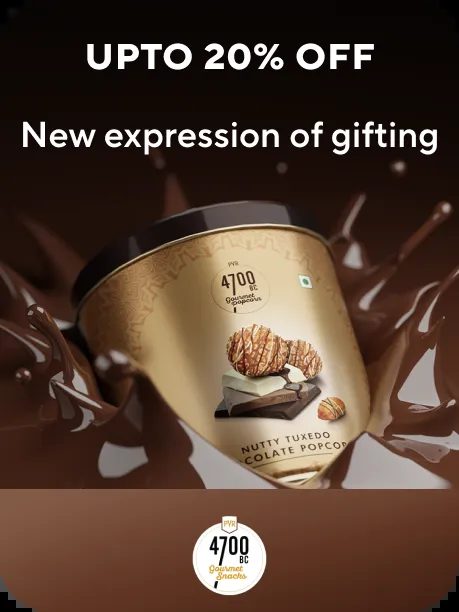 UPTO 20% OFF
New expression of gifting
PVR
4700
BC
Gourmet
Popcorn
NUTTY TUXEDO
COLATE POPCOR
PVR
4700
BC
Gourmet
Snacks